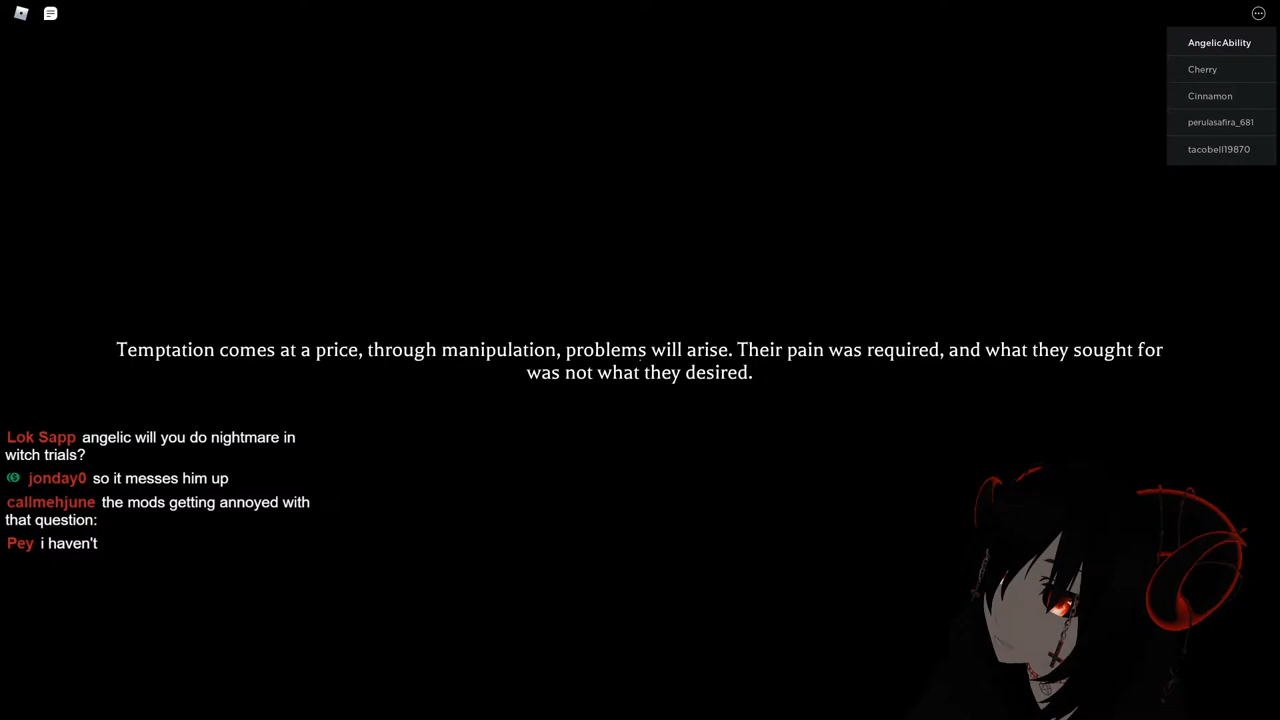 AngelicAbility
Cherry
Cinnamon
perulasafira_681
tacobell19870
Temptation comes at a price, through manipulation, problems will arise. Their pain was required, and what they sought for
was not what they desired.
Lok Sapp angelic will you do nightmare in
witch trials?
jonday0 so it messes him up
callmehjune the mods getting annoyed with
that question:
Pey i haven't